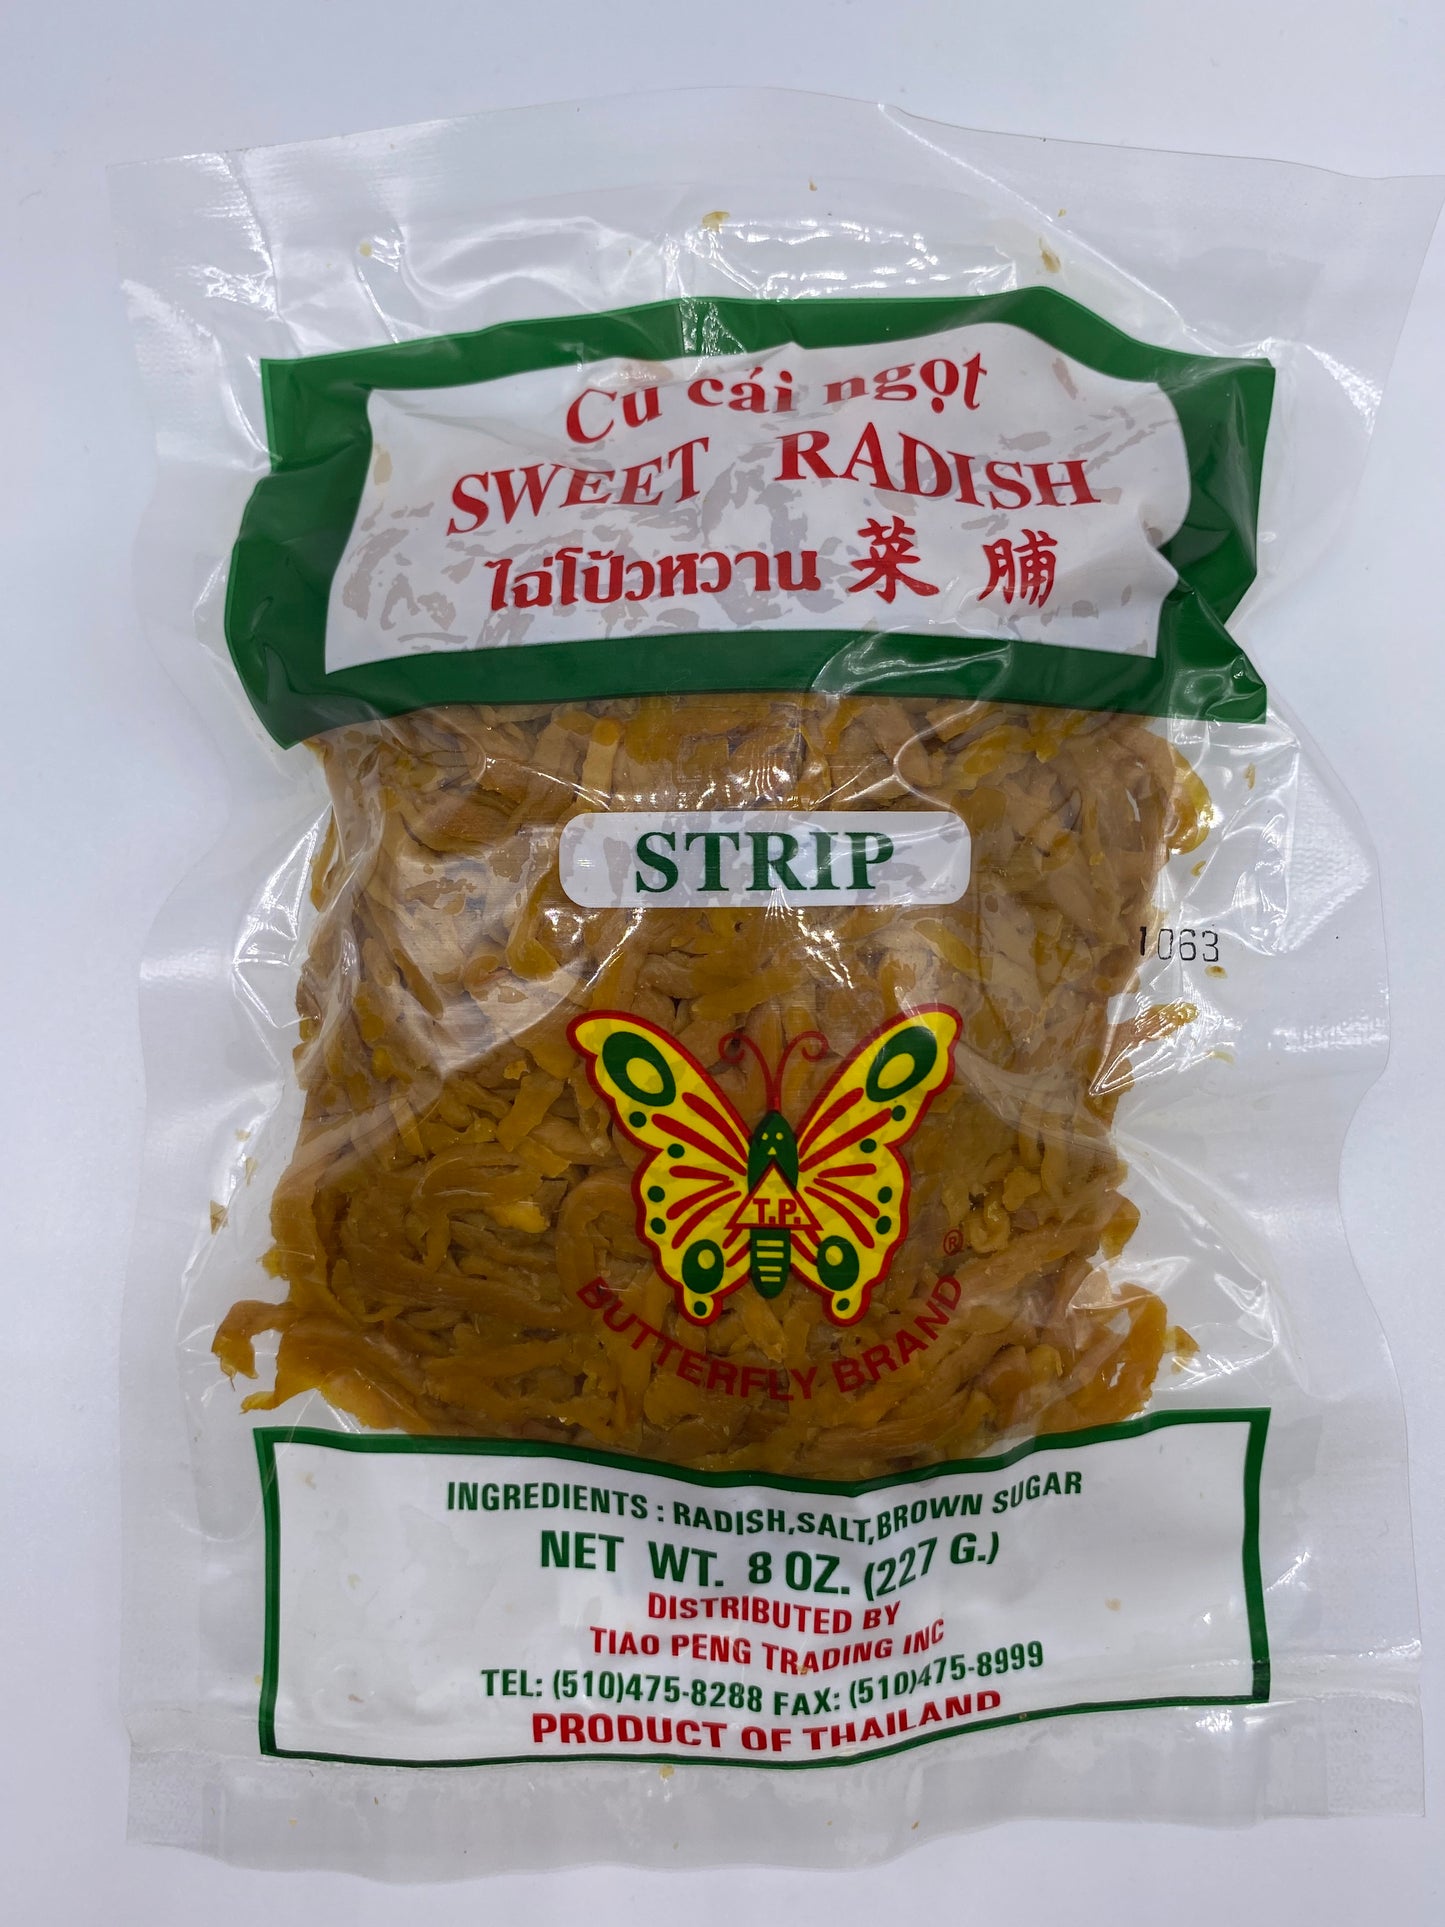 Củ cải ngọt
SWEET RADISH
ไฉ่โป้วหวาน 菜 脯
STRIP
1063
T.P.
®
BUTTERFLY BRAND
INGREDIENTS : RADISH,SALT,BROWN SUGAR
NET WT. 8 OZ. (227 G.)
DISTRIBUTED BY
TIAO PENG TRADING INC
TEL: (510)475-8288 FAX: (510)475-8999
PRODUCT OF THAILAND